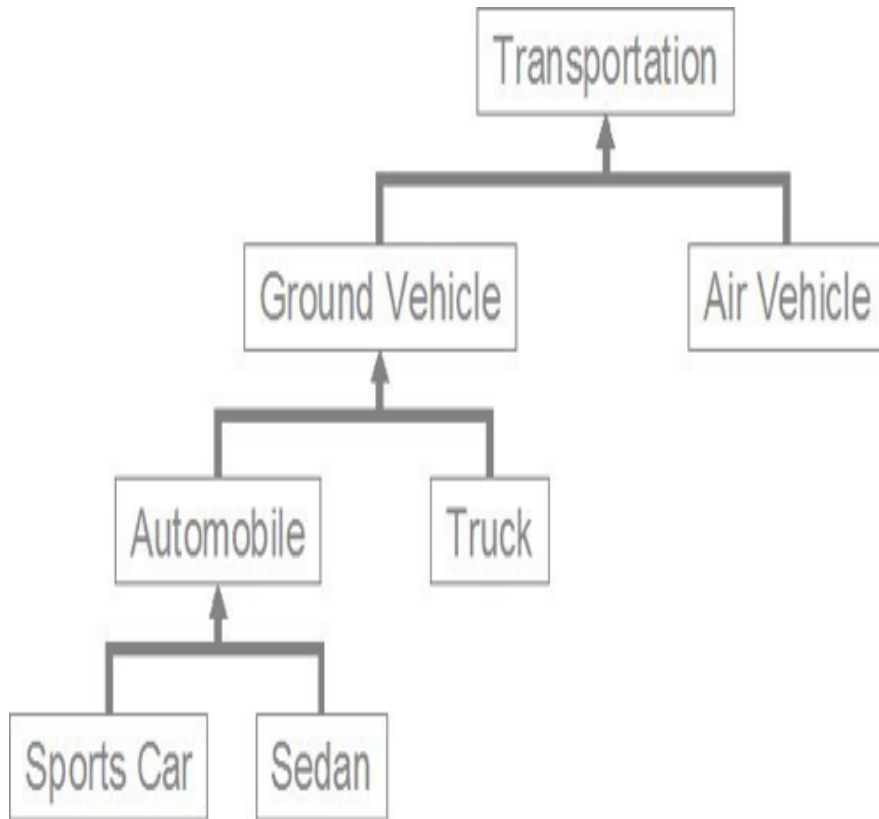 Transportation
Ground Vehicle
Air Vehicle
Automobile
Truck
Sports Car
Sedan